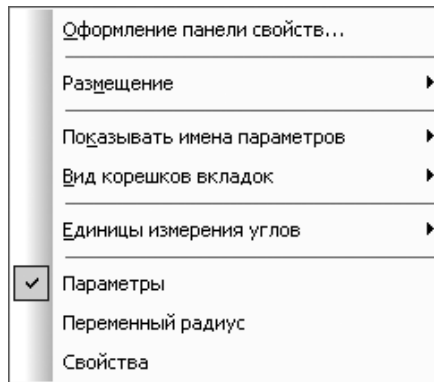 Оформление панели свойств...
Размещение
Показывать имена параметров
Вид корешков вкладок
Единицы измерения углов
Параметры
Переменный радиус
Свойства